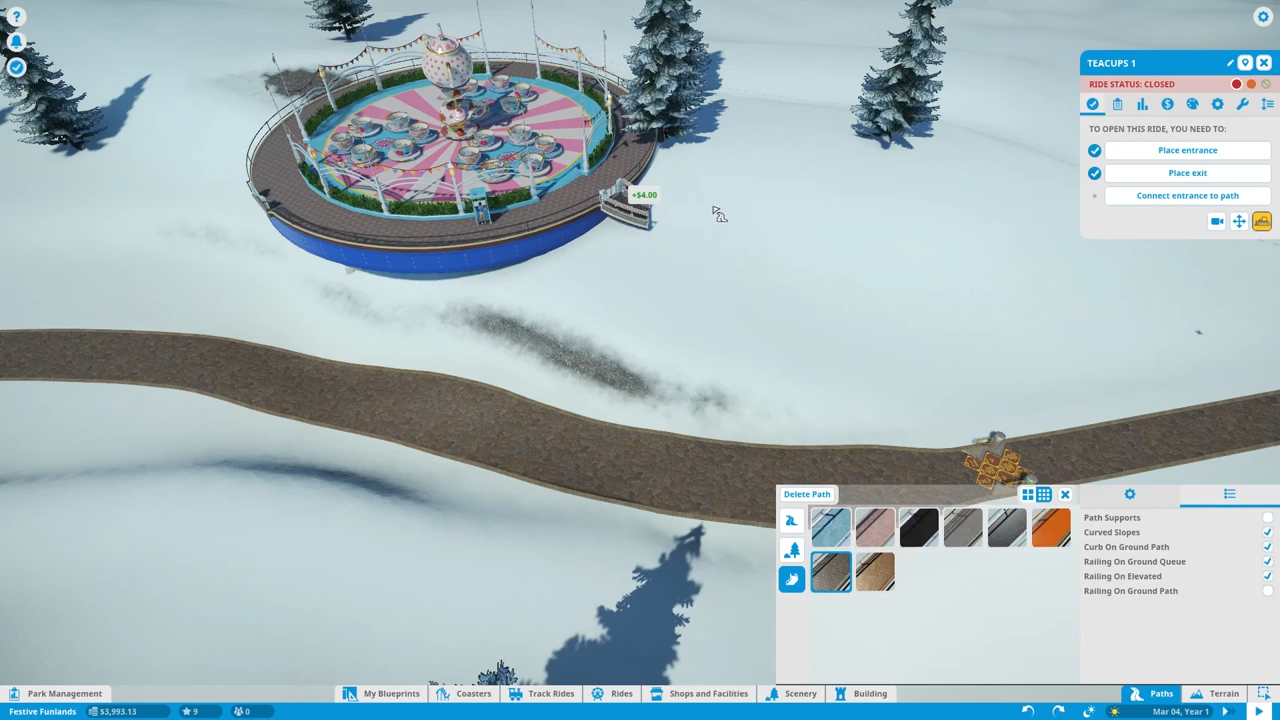 ?
TEACUPS 1
RIDE STATUS: CLOSED
TO OPEN THIS RIDE, YOU NEED TO:
Place entrance
Place exit
Connect entrance to path
+$4.00
Delete Path
Path Supports
Curved Slopes
Curb On Ground Path
Railing On Ground Queue
Railing On Elevated
Railing On Ground Path
Park Management
My Blueprints
Coasters
Track Rides
Rides
Shops and Facilities
Scenery
Building
Paths
Terrain
Festive Funlands
$3,993.13
9
0
Mar 04, Year 1